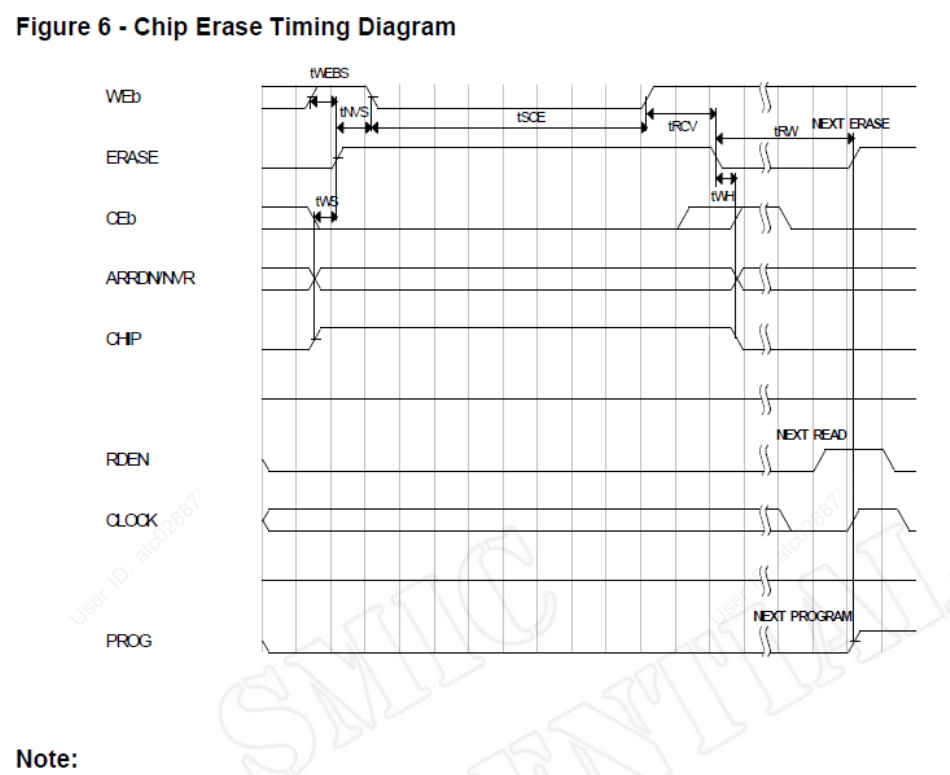 Figure 6 - Chip Erase Timing Diagram
tWEBS
WEb
tNVS
tSCE
tRCV
tRW
NEXT ERASE
ERASE
tWS
tWH
CEb
ARRDN/NVR
CHIP
NEXT READ
RDEN
CLOCK
User ID: atc02887
User ID: atc02887
NEXT PROGRAM
PROG
SMIC
Note: